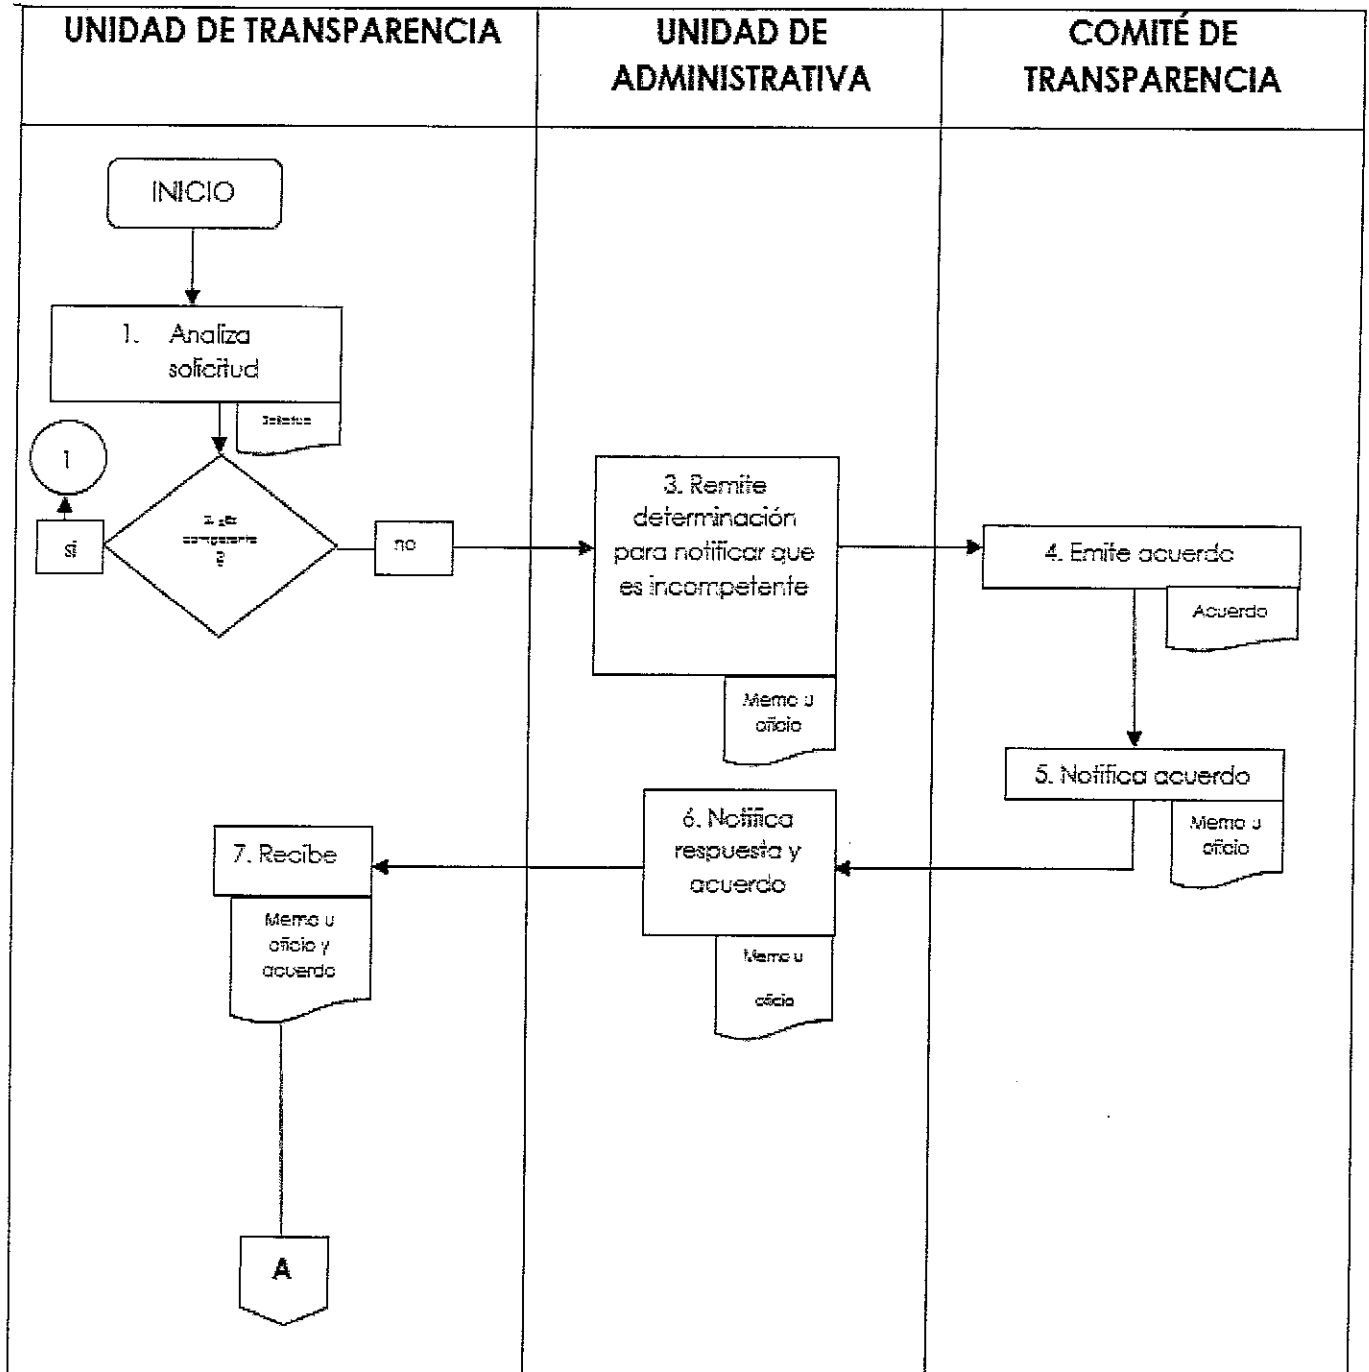 UNIDAD DE TRANSPARENCIA
UNIDAD DE
ADMINISTRATIVA
COMITÉ DE
TRANSPARENCIA
INICIO
1. Analiza
solicitud
1
si
no
3. Remite
determinación
para notificar que
es incompetente
Memo u
oficio
4. Emite acuerdo
Acuerdo
5. Notifica acuerdo
Memo u
oficio
6. Notifica
respuesta y
acuerdo
Memo u
oficio
7. Recibe
Memo u
oficio y
acuerdo
A